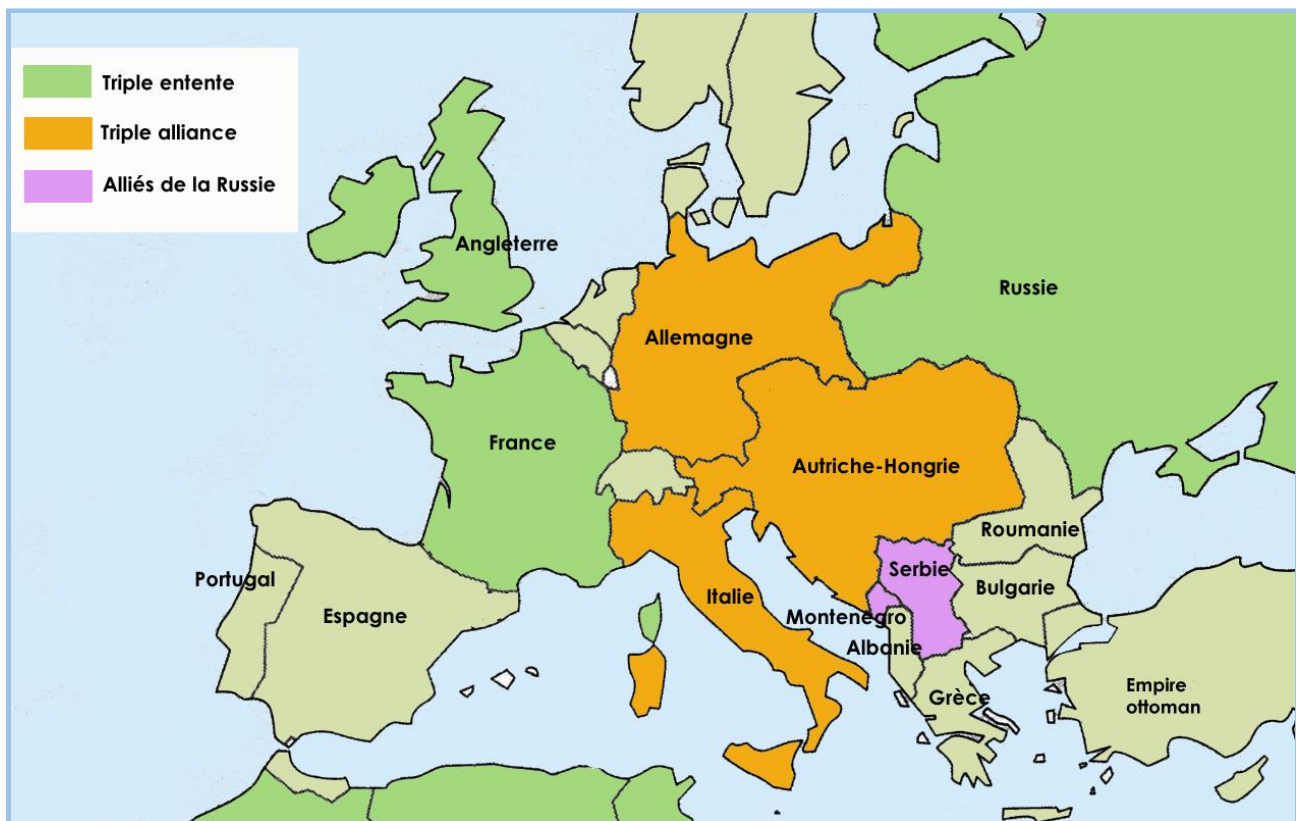 Triple entente
Triple alliance
Alliés de la Russie
Angleterre
Russie
Allemagne
France
Autriche-Hongrie
Roumanie
Serbie
Portugal
Bulgarie
Italie
Espagne
Montenégro
Albanie
Empire
ottoman
Grèce